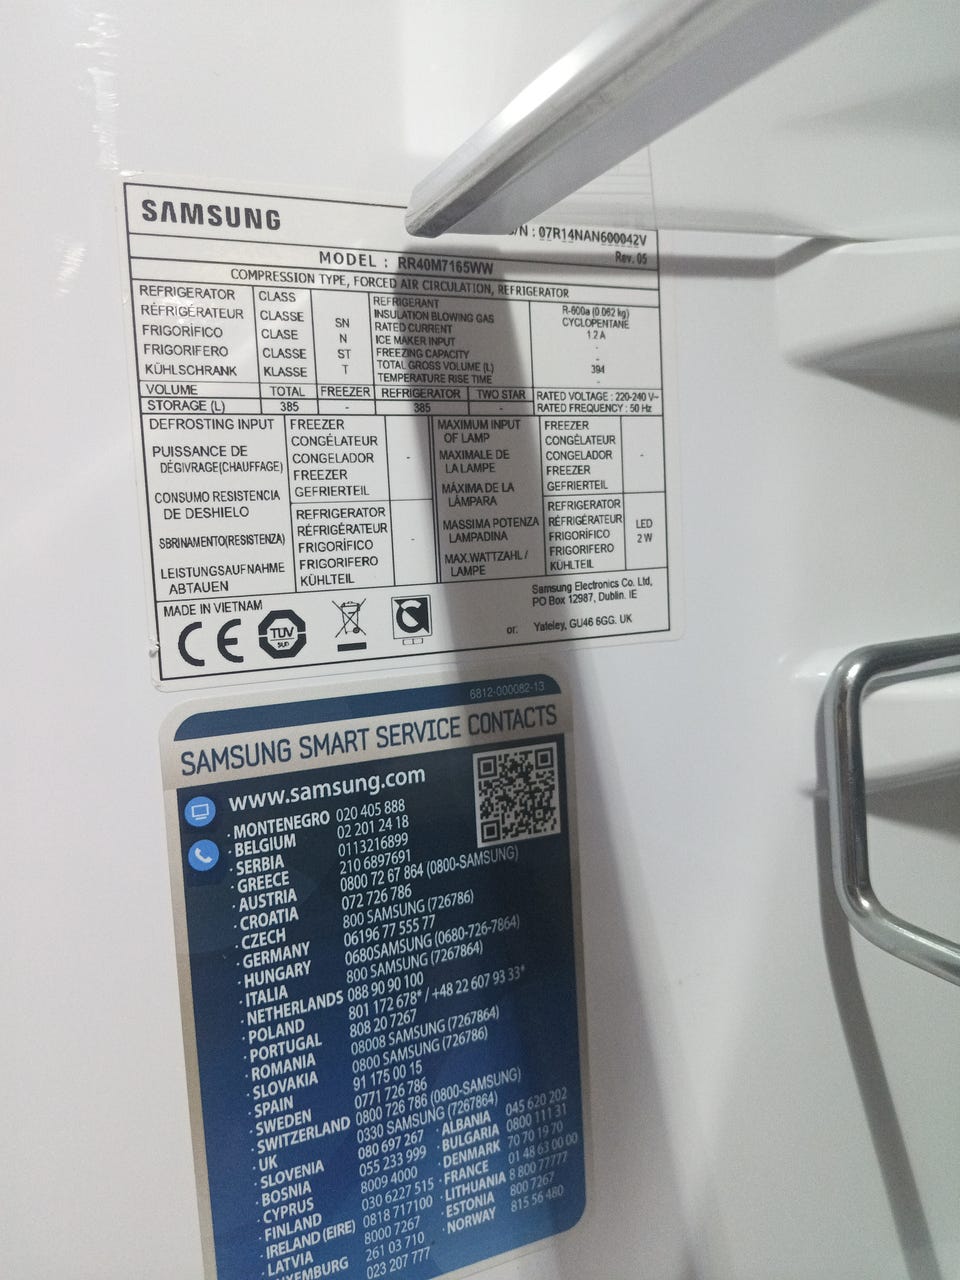 SAMSUNG
S/N : 07R14NAN600042V
MODEL : RR40M7165WW
Rev. 05
COMPRESSION TYPE, FORCED AIR CIRCULATION, REFRIGERATOR
REFRIGERATOR
RÉFRIGÉRATEUR
FRIGORÍFICO
FRIGORIFERO
KÜHLSCHRANK
CLASS
CLASSE
CLASE
CLASSE
KLASSE
SN
N
ST
T
REFRIGERANT
INSULATION BLOWING GAS
RATED CURRENT
ICE MAKER INPUT
FREEZING CAPACITY
TOTAL GROSS VOLUME (L)
TEMPERATURE RISE TIME
R-600a (0.062 kg)
CYCLOPENTANE
1.2 A
-
-
394
-
VOLUME TOTAL FREEZER REFRIGERATOR TWO STAR
STORAGE (L) 385 - 385 -
RATED VOLTAGE : 220-240 V~
RATED FREQUENCY : 50 Hz
DEFROSTING INPUT
PUISSANCE DE
DÉGIVRAGE(CHAUFFAGE)
CONSUMO RESISTENCIA
DE DESHIELO
SBRINAMENTO(RESISTENZA)
LEISTUNGSAUFNAHME
ABTAUEN
FREEZER
CONGÉLATEUR
CONGELADOR
FREEZER
GEFRIERTEIL
-
REFRIGERATOR
RÉFRIGÉRATEUR
FRIGORÍFICO
FRIGORIFERO
KÜHLTEIL
-
MAXIMUM INPUT
OF LAMP
MAXIMALE DE
LA LAMPE
MÁXIMA DE LA
LÁMPARA
MASSIMA POTENZA
LAMPADINA
MAX.WATTZAHL /
LAMPE
FREEZER
CONGÉLATEUR
CONGELADOR
FREEZER
GEFRIERTEIL
-
REFRIGERATOR
RÉFRIGÉRATEUR
FRIGORÍFICO
FRIGORIFERO
KÜHLTEIL
LED
2 W
MADE IN VIETNAM
CE
TÜV
SUD
Samsung Electronics Co. Ltd,
PO Box 12987, Dublin. IE
or. Yateley, GU46 6GG. UK
6812-000082-13
SAMSUNG SMART SERVICE CONTACTS
www.samsung.com
· MONTENEGRO 020 405 888
· BELGIUM 02 201 24 18
· SERBIA 0113216899
· GREECE 210 6897691
· AUSTRIA 0800 72 67 864 (0800-SAMSUNG)
· CROATIA 072 726 786
· CZECH 800 SAMSUNG (726786)
· GERMANY 06196 77 555 77
· HUNGARY 0680SAMSUNG (0680-726-7864)
· ITALIA 800 SAMSUNG (7267864)
· NETHERLANDS 088 90 90 100
· POLAND 801 172 678* / +48 22 607 93 33*
· PORTUGAL 808 20 7267
· ROMANIA 08008 SAMSUNG (7267864)
· SLOVAKIA 0800 SAMSUNG (726786)
· SPAIN 91 175 00 15
· SWEDEN 0771 726 786
· SWITZERLAND 0800 726 786 (0800-SAMSUNG)
· UK 0330 SAMSUNG (7267864)
· SLOVENIA 080 697 267
· BOSNIA 055 233 999
· CYPRUS 8009 4000
· FINLAND 030 6227 515
· IRELAND (EIRE) 0818 717100
· LATVIA 8000 7267
UXEMBURG 261 03 710
023 207 777
· ALBANIA 045 620 202
· BULGARIA 0800 111 31
· DENMARK 70 70 19 70
· FRANCE 01 48 63 00 00
· LITHUANIA 8 800 77777
· ESTONIA 800 7267
· NORWAY 815 56 480